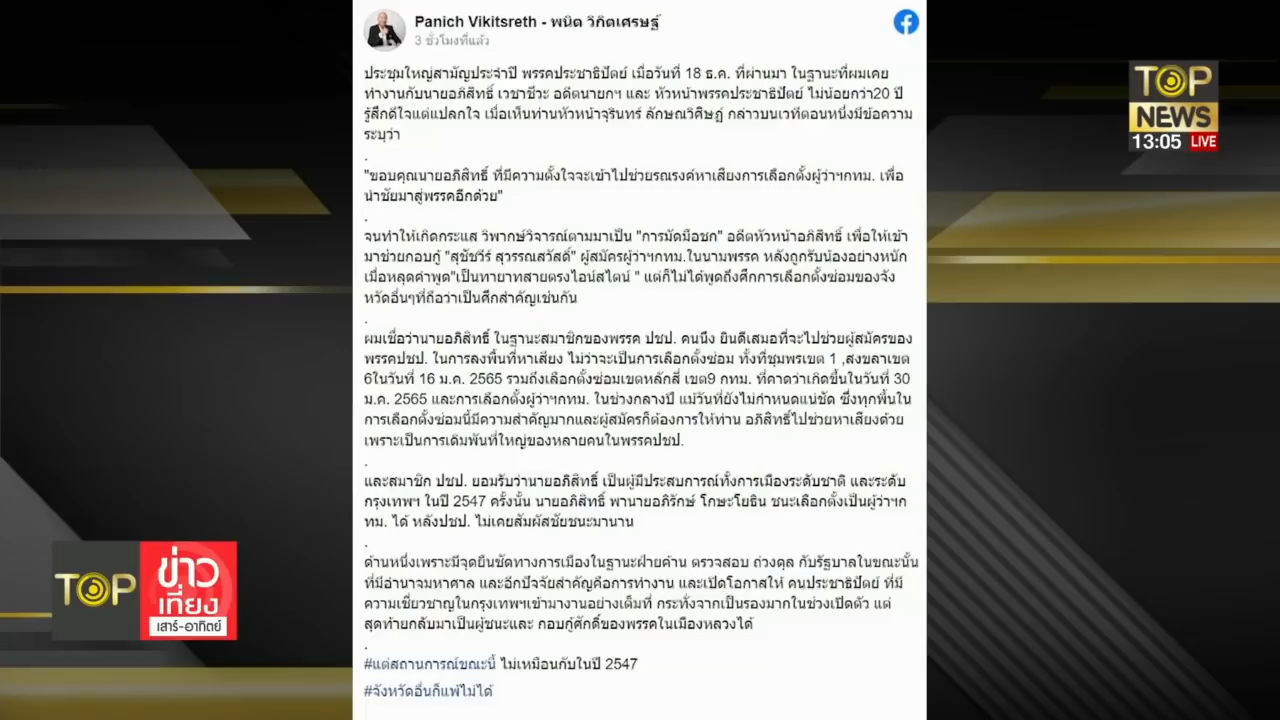 Panich Vikitsreth - พนิต วิกิตเศรษฐ์
3 ชั่วโมงที่แล้ว
ประชุมใหญ่สามัญประจำปี พรรคประชาธิปัตย์ เมื่อวันที่ 18 ธ.ค. ที่ผ่านมา ในฐานะที่ผมเคย
ทำงานกับนายอภิสิทธิ์ เวชาชีวะ อดีตนายกฯ และ หัวหน้าพรรคประชาธิปัตย์ ไม่น้อยกว่า20 ปี
รู้สึกดีใจแต่แปลกใจ เมื่อเห็นท่านหัวหน้าจุรินทร์ ลักษณวิศิษฏ์ กล่าวบนเวทีตอนหนึ่งมีข้อความ
ระบุว่า
.
"ขอบคุณนายอภิสิทธิ์ ที่มีความตั้งใจจะเข้าไปช่วยรณรงค์หาเสียงการเลือกตั้งผู้ว่าฯกทม. เพื่อ
นำชัยมาสู่พรรคอีกด้วย"
.
จนทำให้เกิดกระแส วิพากษ์วิจารณ์ตามมาเป็น "การมัดมือชก" อดีตหัวหน้าอภิสิทธิ์ เพื่อให้เข้า
มาช่วยกอบกู้ "สุชัชวีร์ สุวรรณสวัสดิ์" ผู้สมัครผู้ว่าฯกทม.ในนามพรรค หลังถูกรับน้องอย่างหนัก
เมื่อหลุดคำพูด"เป็นทายาทสายตรงไอน์สไตน์ " แต่ก็ไม่ได้พูดถึงศึกการเลือกตั้งซ่อมของจัง
หวัดอื่นๆที่ถือว่าเป็นศึกสำคัญเช่นกัน
.
ผมเชื่อว่านายอภิสิทธิ์ ในฐานะสมาชิกของพรรค ปชป. คนนึง ยินดีเสมอที่จะไปช่วยผู้สมัครของ
พรรคปชป. ในการลงพื้นที่หาเสียง ไม่ว่าจะเป็นการเลือกตั้งซ่อม ทั้งที่ชุมพรเขต 1 ,สงขลาเขต
6ในวันที่ 16 ม.ค. 2565 รวมถึงเลือกตั้งซ่อมเขตหลักสี่ เขต9 กทม. ที่คาดว่าเกิดขึ้นในวันที่ 30
ม.ค. 2565 และการเลือกตั้งผู้ว่าฯกทม. ในช่วงกลางปี แม้วันที่ยังไม่กำหนดแน่ชัด ซึ่งทุกพื้นใน
การเลือกตั้งซ่อมนี้มีความสำคัญมากและผู้สมัครก็ต้องการให้ท่าน อภิสิทธิ์ไปช่วยหาเสียงด้วย
เพราะเป็นการเดิมพันที่ใหญ่ของหลายคนในพรรคปชป.
.
และสมาชิก ปชป. ยอมรับว่านายอภิสิทธิ์ เป็นผู้มีประสบการณ์ทั้งการเมืองระดับชาติ และระดับ
กรุงเทพฯ ในปี 2547 ครั้งนั้น นายอภิสิทธิ์ พานายอภิรักษ์ โกษะโยธิน ชนะเลือกตั้งเป็นผู้ว่าฯก
ทม. ได้ หลังปชป. ไม่เคยสัมผัสชัยชนะมานาน
.
ด้านหนึ่งเพราะมีจุดยืนชัดทางการเมืองในฐานะฝ่ายค้าน ตรวจสอบ ถ่วงดุล กับรัฐบาลในขณะนั้น
ที่มีอำนาจมหาศาล และอีกปัจจัยสำคัญคือการทำงาน และเปิดโอกาสให้ คนประชาธิปัตย์ ที่มี
ความเชี่ยวชาญในกรุงเทพฯเข้ามางานอย่างเต็มที่ กระทั่งจากเป็นรองมากในช่วงเปิดตัว แต่
สุดท้ายกลับมาเป็นผู้ชนะและ กอบกู้ศักดิ์ของพรรคในเมืองหลวงได้
.
#แต่สถานการณ์ขณะนี้ ไม่เหมือนกับในปี 2547
#จังหวัดอื่นก็แพ้ไม่ได้
TOP
NEWS
13:05 LIVE
TOP
ข่าว
เที่ยง
เสาร์-อาทิตย์